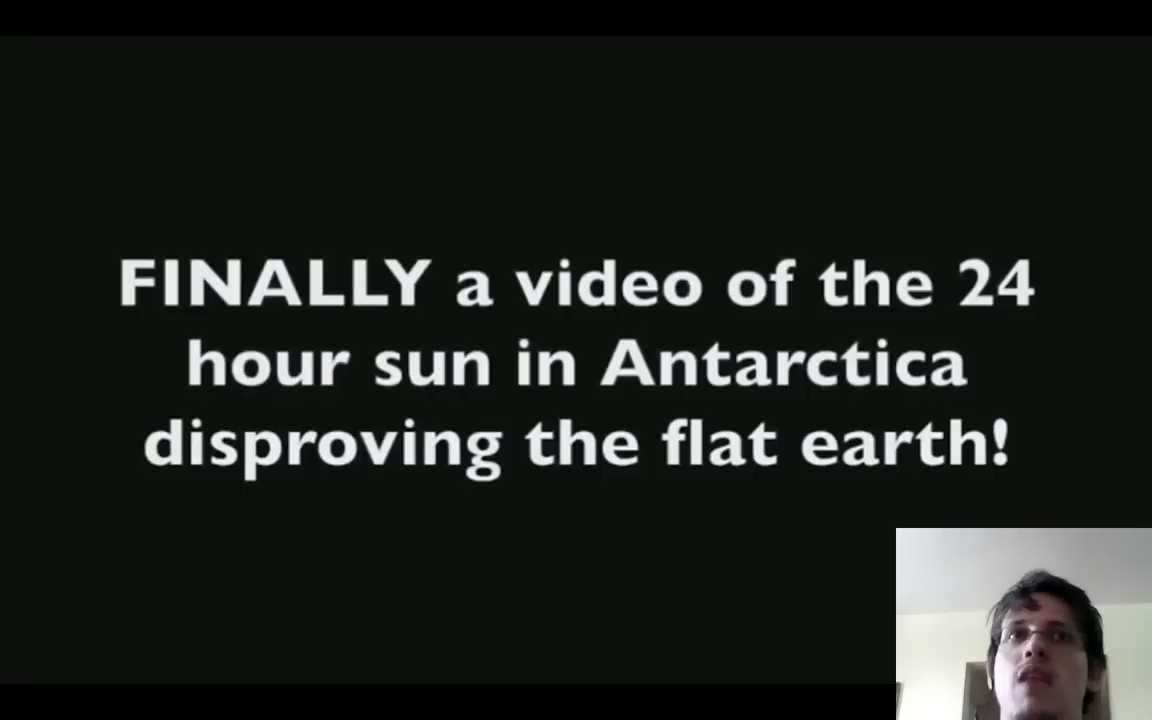 FINALLY a video of the 24
hour sun in Antarctica
disproving the flat earth!